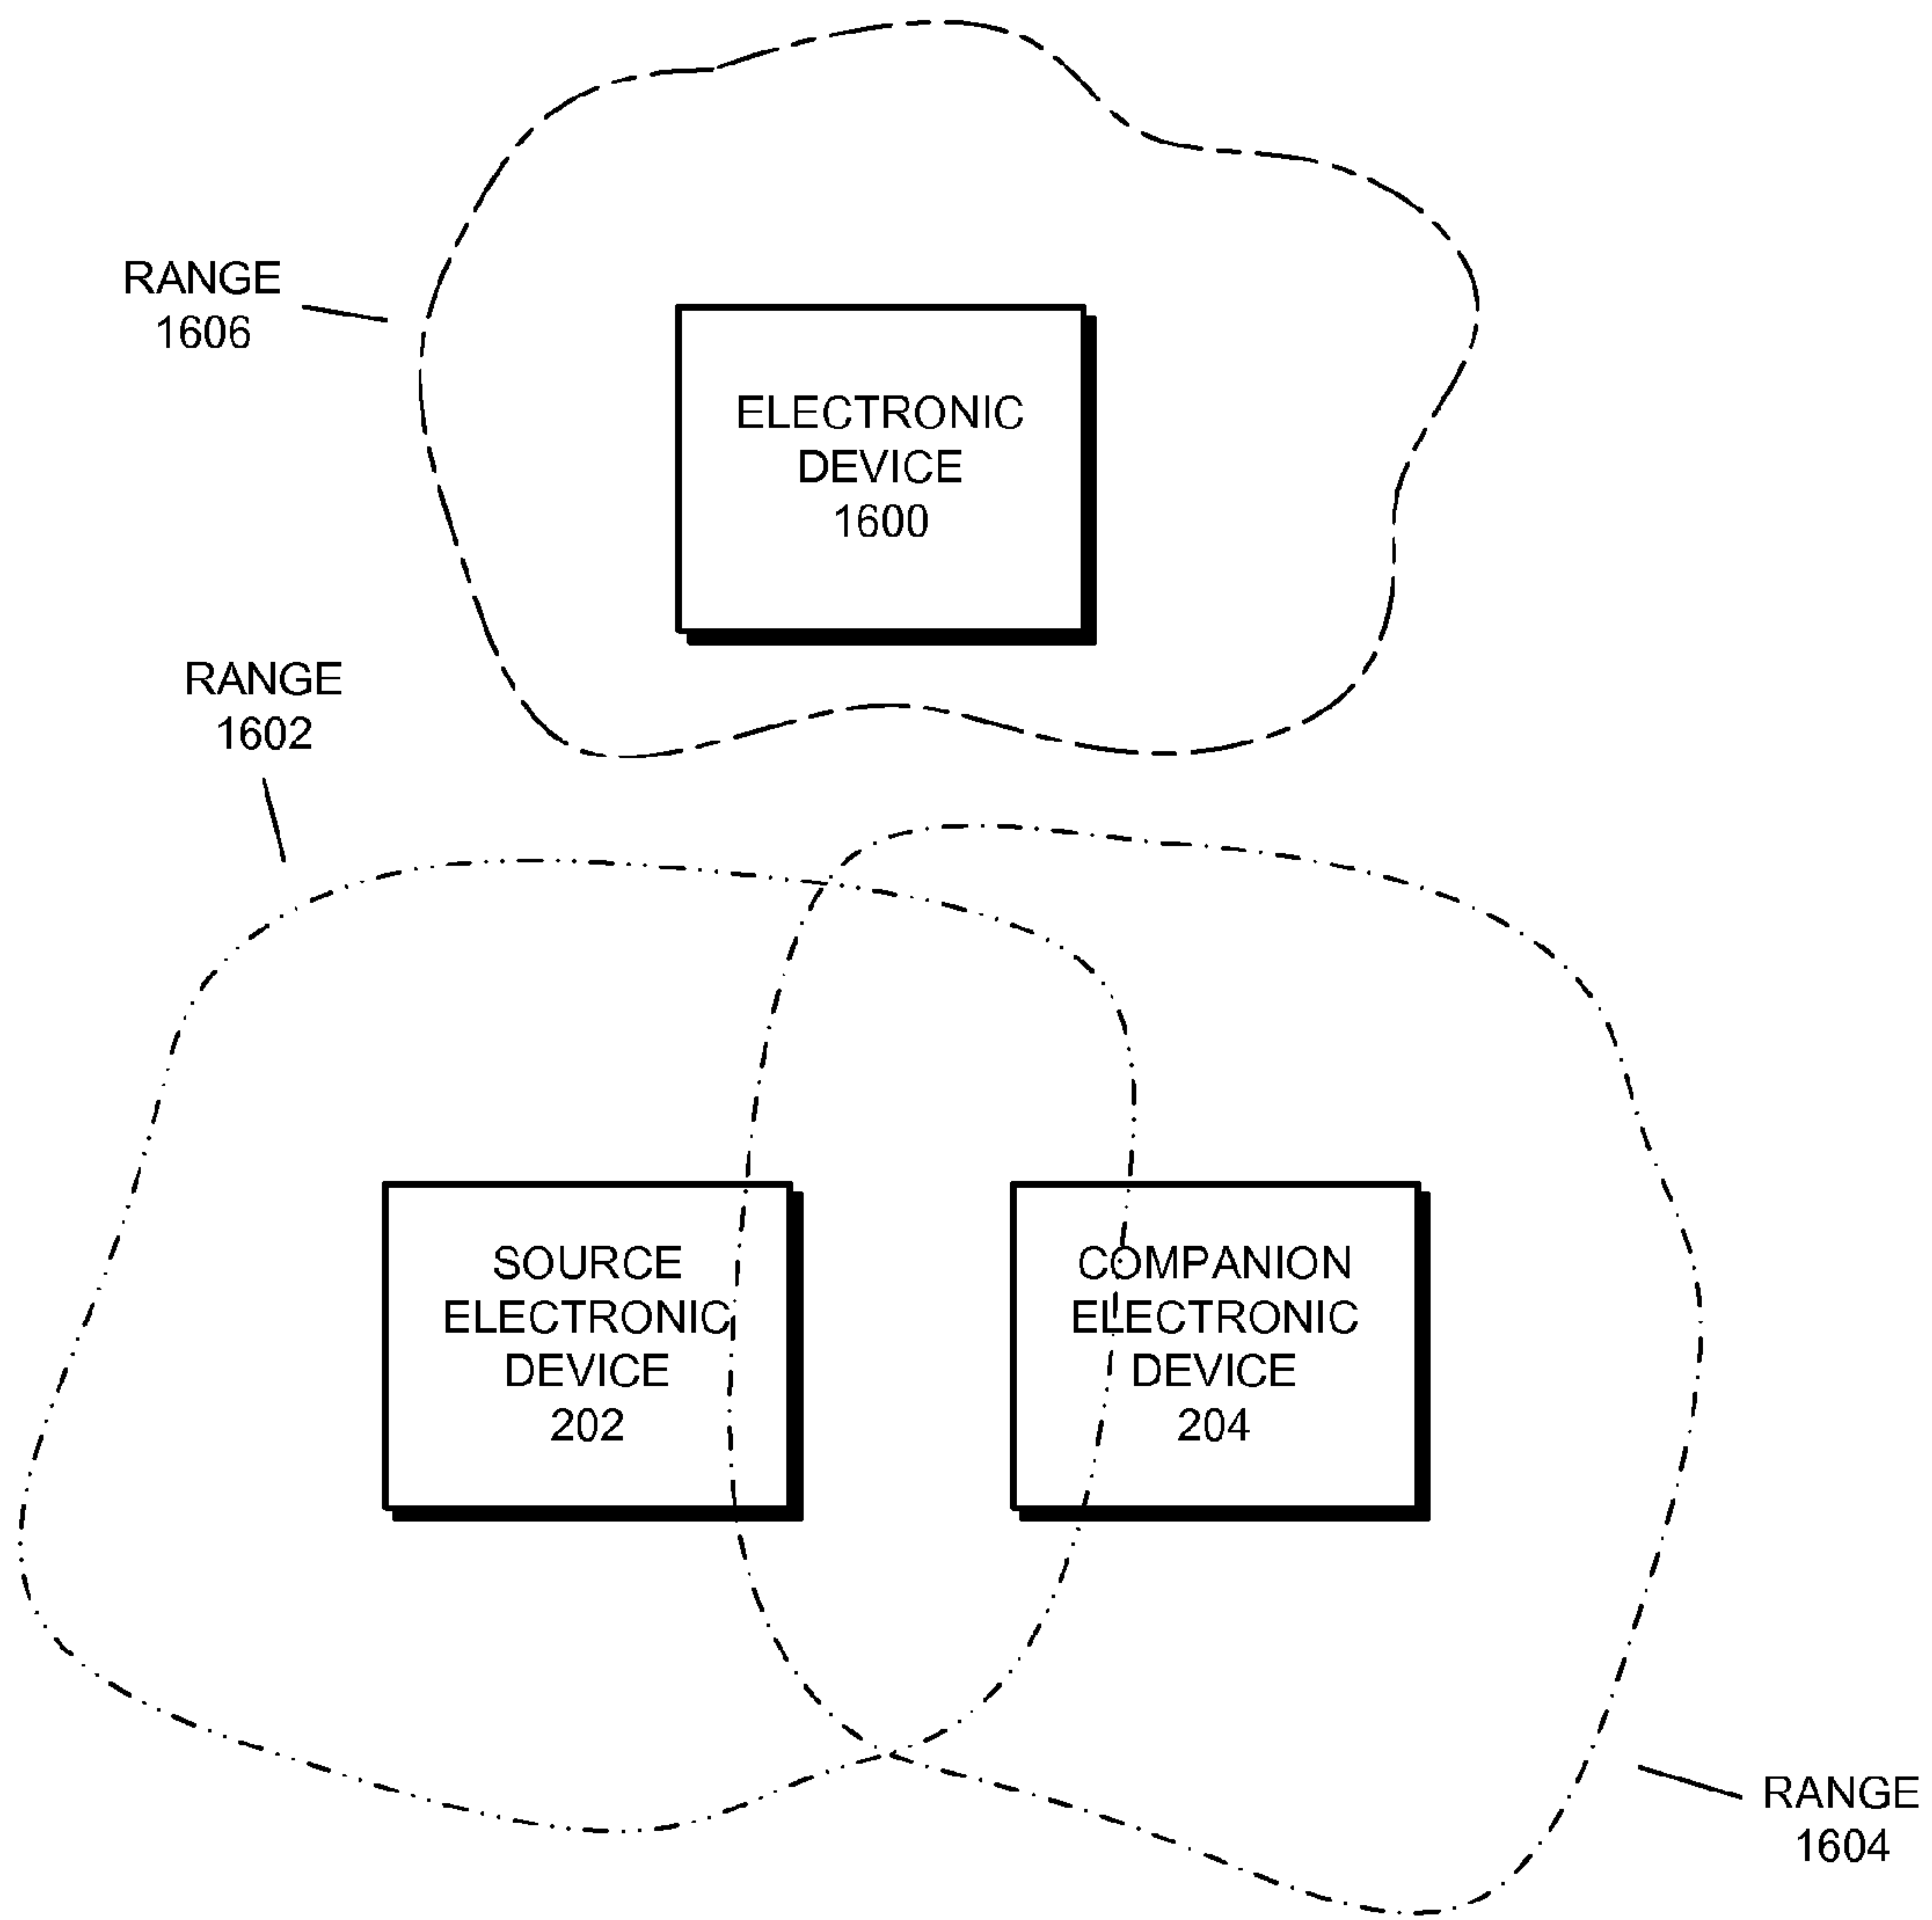 RANGE
1606
ELECTRONIC
DEVICE
1600
RANGE
1602
SOURCE
ELECTRONIC
DEVICE
202
COMPANION
ELECTRONIC
DEVICE
204
RANGE
1604